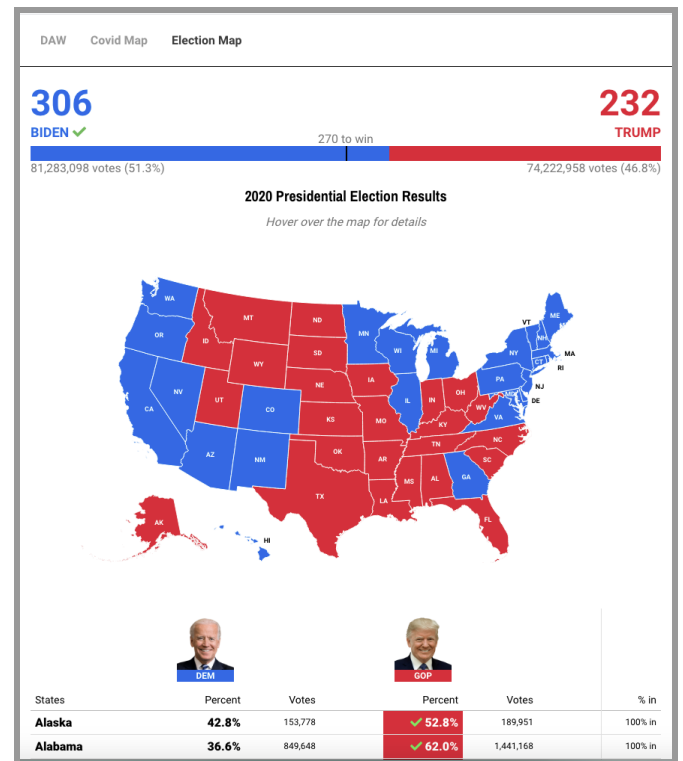 DAW Covid Map Election Map
306 232
BIDEN TRUMP
270 to win
81,283,098 votes (51.3%) 74,222,958 votes (46.8%)
2020 Presidential Election Results
Hover over the map for details
WA
MT ND
OR MN ME
VT
ID NH
SD WI MI NY MA
WY CT
RI
IA PA
NE NJ
NV OH
UT IL IN MD DE
CA CO WV
VA
KS MO KY
NC
TN
AZ OK
NM AR SC
MS AL GA
TX LA
AK FL
HI
DEM GOP
States Percent Votes Percent Votes % in
Alaska 42.8% 153,778 52.8% 189,951 100% in
Alabama 36.6% 849,648 62.0% 1,441,168 100% in